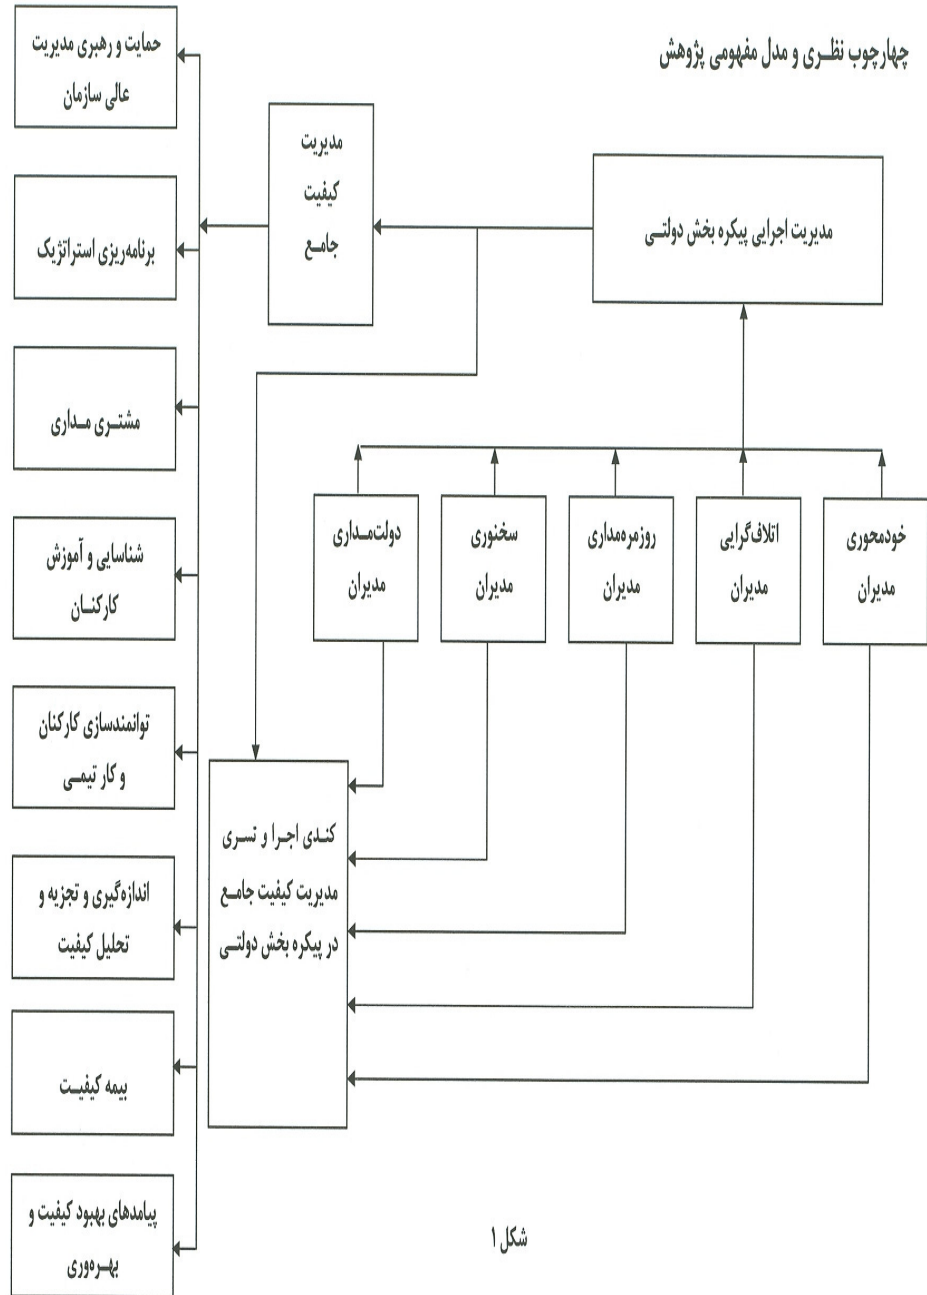 چهارچوب نظری و مدل مفهومی پژوهش
مدیریت اجرایی پیکره بخش دولتی
مدیریت
کیفیت
جامع
حمایت و رهبری مدیریت
عالی سازمان
برنامه‌ریزی استراتژیک
مشتری مداری
شناسایی و آموزش
کارکنان
توانمندسازی کارکنان
و کار تیمی
اندازه‌گیری و تجزیه و
تحلیل کیفیت
بیمه کیفیت
پیامدهای بهبود کیفیت و
بهره‌وری
خودمحوری
مدیران
اتلاف‌گرایی
مدیران
روزمره‌مداری
مدیران
سخنوری
مدیران
دولت‌مداری
مدیران
کندی اجرا و تسری
مدیریت کیفیت جامع
در پیکره بخش دولتی
شکل ۱